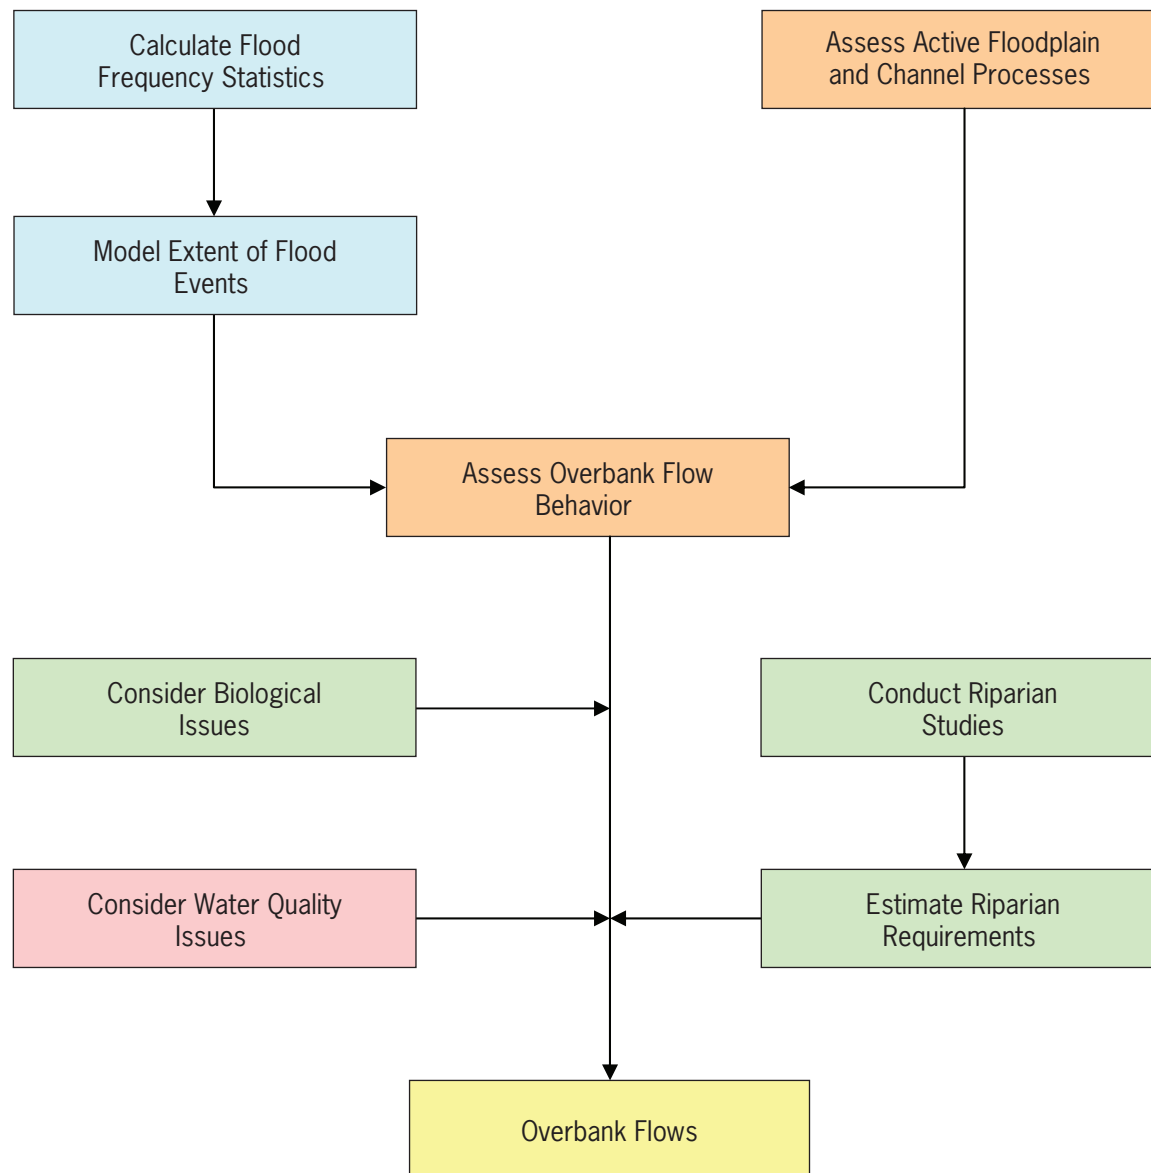 Calculate Flood
Frequency Statistics
Assess Active Floodplain
and Channel Processes
Model Extent of Flood
Events
Assess Overbank Flow
Behavior
Consider Biological
Issues
Conduct Riparian
Studies
Consider Water Quality
Issues
Estimate Riparian
Requirements
Overbank Flows